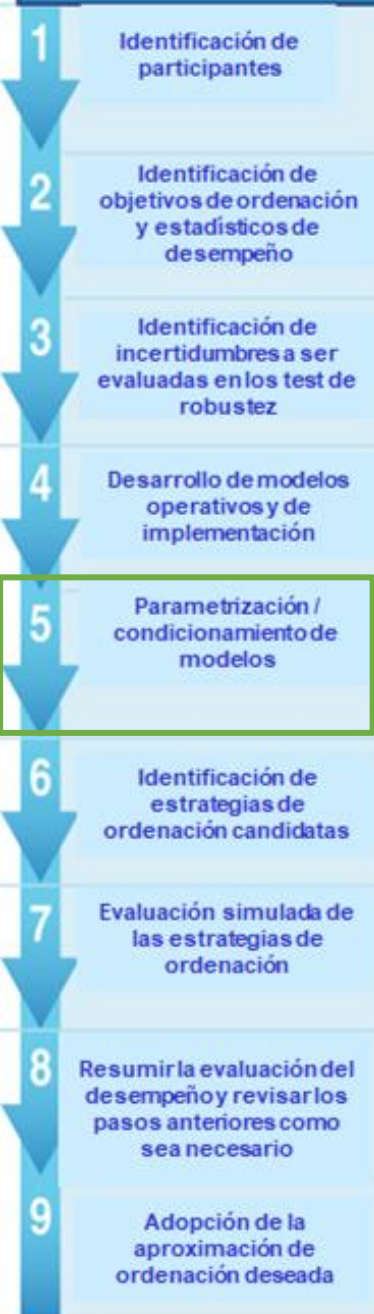 1
Identificación de
participantes
2
Identificación de
objetivos de ordenación
y estadísticos de
desempeño
3
Identificación de
incertidumbres a ser
evaluadas en los test de
robustez
4
Desarrollo de modelos
operativos y de
implementación
5
Parametrización /
condicionamiento de
modelos
6
Identificación de
estrategias de
ordenación candidatas
7
Evaluación simulada de
las estrategias de
ordenación
8
Resumir la evaluación del
desempeño y revisar los
pasos anteriores como
sea necesario
9
Adopción de la
aproximación de
ordenación deseada